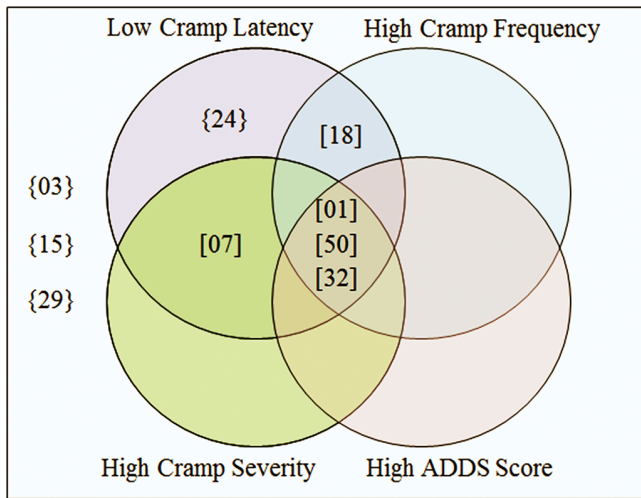 Low Cramp Latency High Cramp Frequency
{24} [18]
{03} [01]
{15} [07] [50]
{29} [32]
High Cramp Severity High ADDS Score